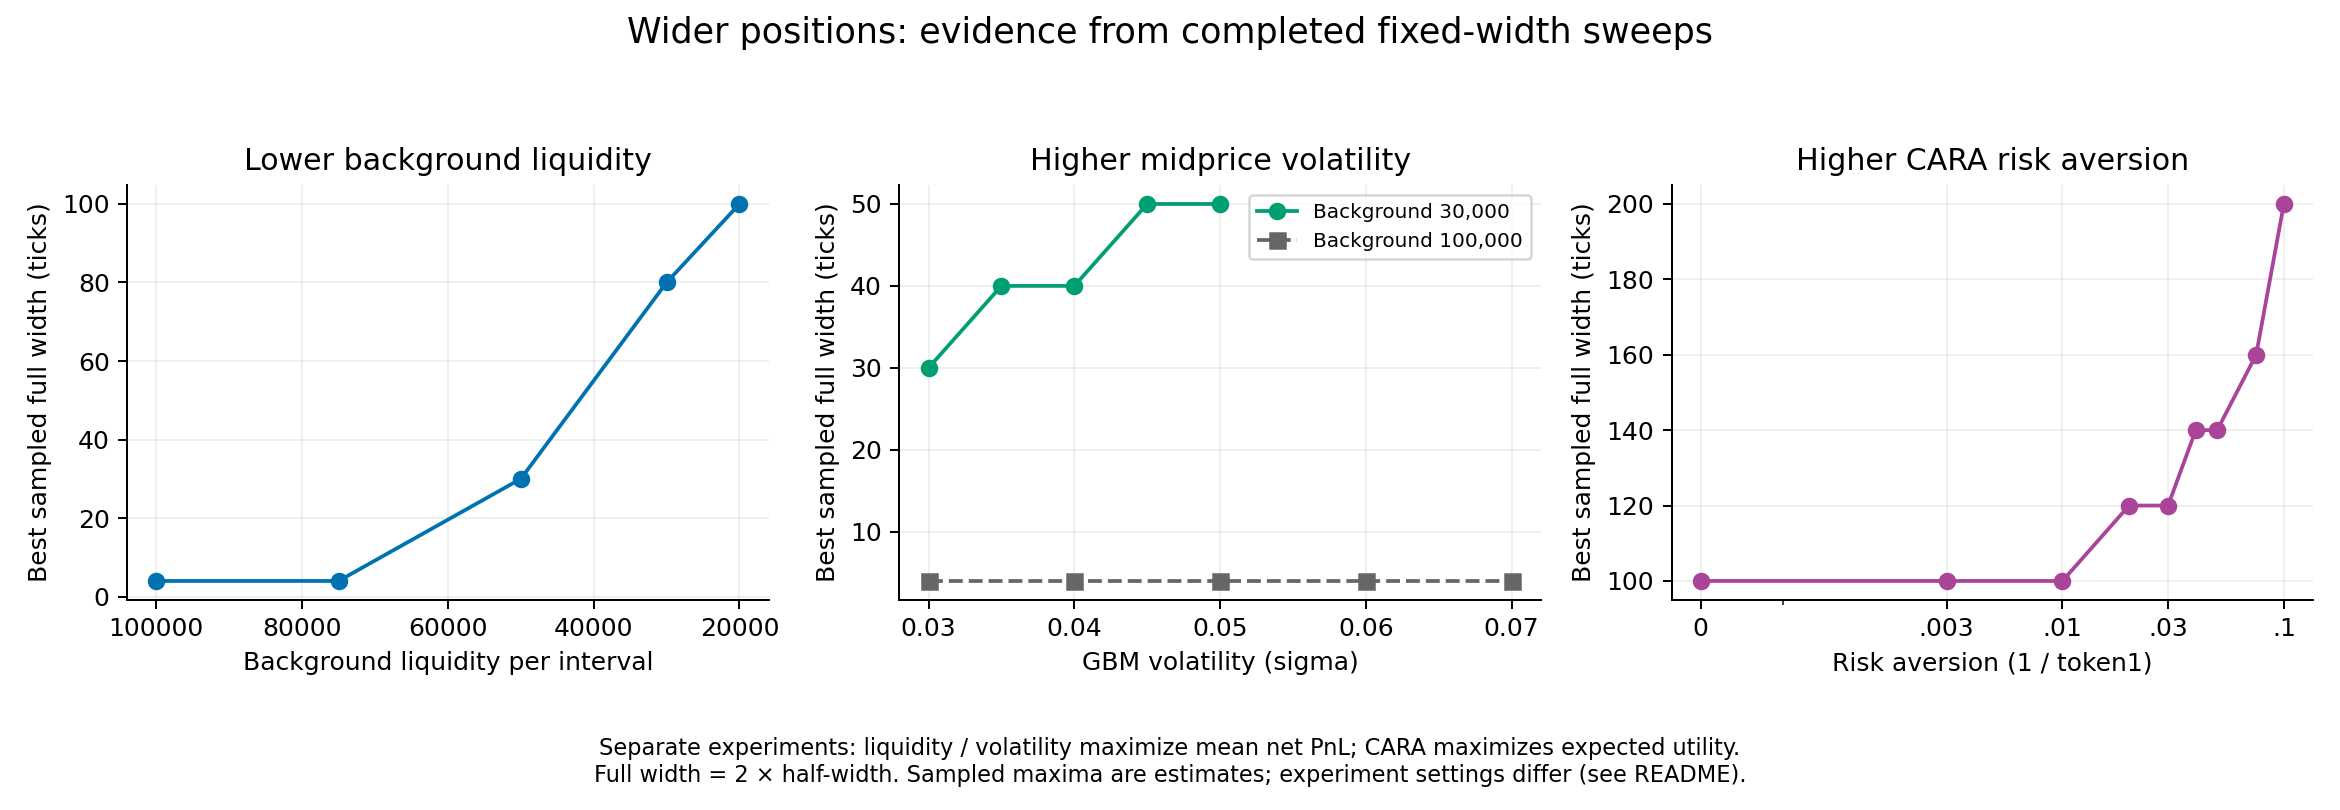 Wider positions: evidence from completed fixed-width sweeps
Lower background liquidity
Best sampled full width (ticks)
100
80
60
40
20
0
100000 80000 60000 40000 20000
Background liquidity per interval
Higher midprice volatility
Best sampled full width (ticks)
50
40
30
20
10
Background 30,000
Background 100,000
0.03 0.04 0.05 0.06 0.07
GBM volatility (sigma)
Higher CARA risk aversion
Best sampled full width (ticks)
200
180
160
140
120
100
0 .003 .01 .03 .1
Risk aversion (1 / token1)
Separate experiments: liquidity / volatility maximize mean net PnL; CARA maximizes expected utility.
Full width = 2 × half-width. Sampled maxima are estimates; experiment settings differ (see README).